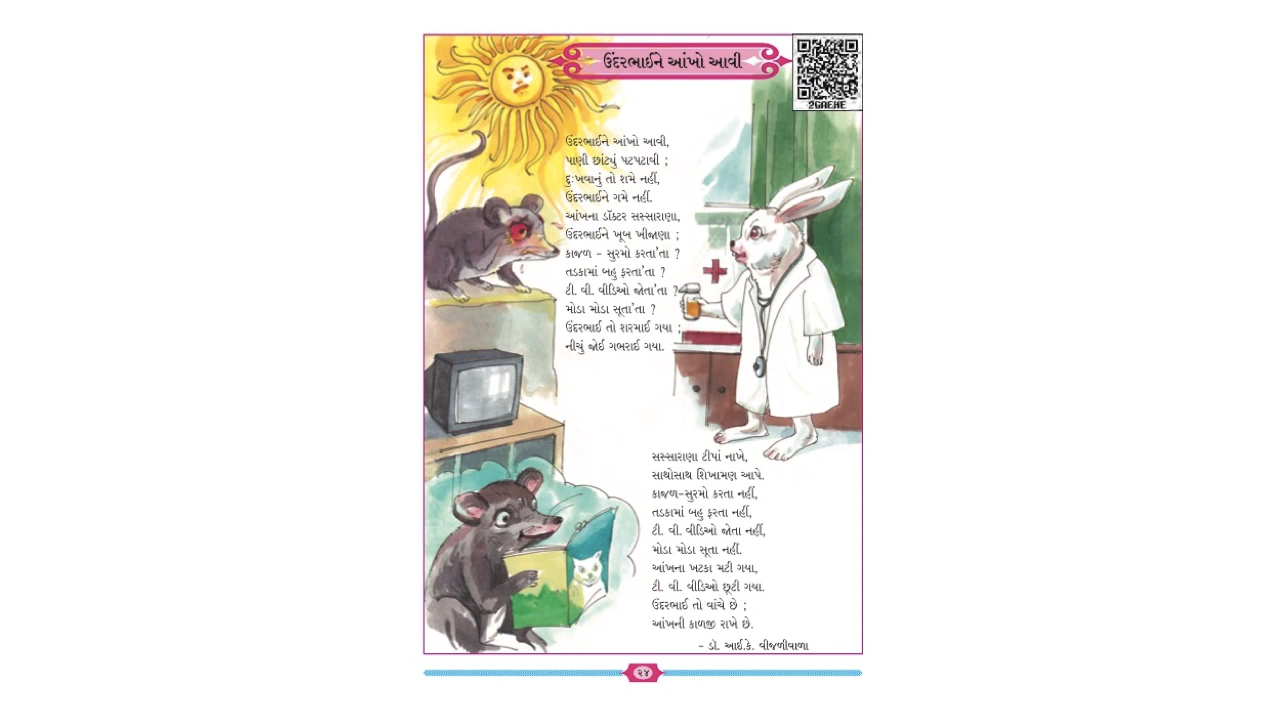 ઉંદરભાઈને આંખો આવી
2GAEHE
ઉંદરભાઈને આંખો આવી,
પાણી છાંટ્યું પટપટાવી ;
દુઃખવાનું તો શમે નહીં,
ઉંદરભાઈને ગમે નહીં.
આંખના ડૉક્ટર સસ્સારાણા,
ઉંદરભાઈને ખૂબ ખીજાણા ;
કાજળ – સુરમો કરતા'તા ?
તડકામાં બહુ ફરતા'તા ?
ટી. વી. વીડિઓ જોતા'તા ?
મોડા મોડા સૂતા'તા ?
ઉંદરભાઈ તો શરમાઈ ગયા ;
નીચું જોઈ ગભરાઈ ગયા.
સસ્સારાણા ટીપાં નાખે,
સાથોસાથ શિખામણ આપે.
કાજળ-સુરમો કરતા નહીં,
તડકામાં બહુ ફરતા નહીં,
ટી. વી. વીડિઓ જોતા નહીં,
મોડા મોડા સૂતા નહીં.
આંખના ખટકા મટી ગયા,
ટી. વી. વીડિઓ છૂટી ગયા.
ઉંદરભાઈ તો વાંચે છે ;
આંખની કાળજી રાખે છે.
– ડૉ. આઈ.કે. વીજળીવાળા
૨૪